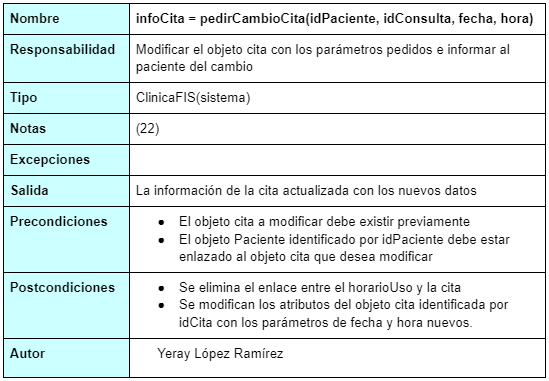 Nombre infoCita = pedirCambioCita(idPaciente, idConsulta, fecha, hora)
Responsabilidad Modificar el objeto cita con los parámetros pedidos e informar al
paciente del cambio
Tipo ClinicaFIS(sistema)
Notas (22)
Excepciones
Salida La información de la cita actualizada con los nuevos datos
Precondiciones ● El objeto cita a modificar debe existir previamente
● El objeto Paciente identificado por idPaciente debe estar
enlazado al objeto cita que desea modificar
Postcondiciones ● Se elimina el enlace entre el horarioUso y la cita
● Se modifican los atributos del objeto cita identificada por
idCita con los parámetros de fecha y hora nuevos.
Autor Yeray López Ramírez